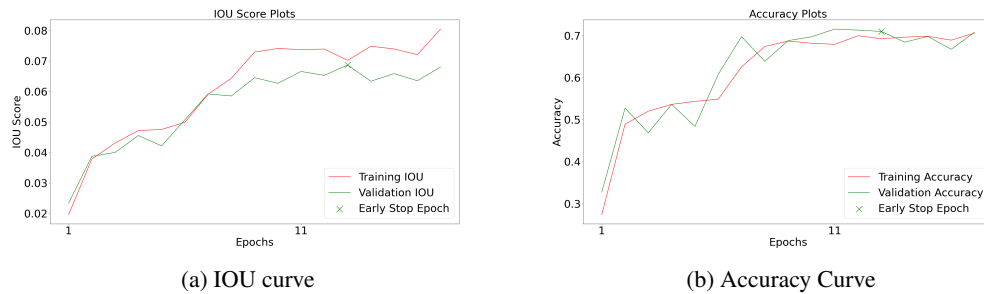 IOU Score Plots
0.08
0.07
0.06
0.05
0.04
0.03
0.02
IOU Score
1
11
Epochs
Training IOU
Validation IOU
Early Stop Epoch
(a) IOU curve
Accuracy Plots
0.7
0.6
0.5
0.4
0.3
Accuracy
1
11
Epochs
Training Accuracy
Validation Accuracy
Early Stop Epoch
(b) Accuracy Curve